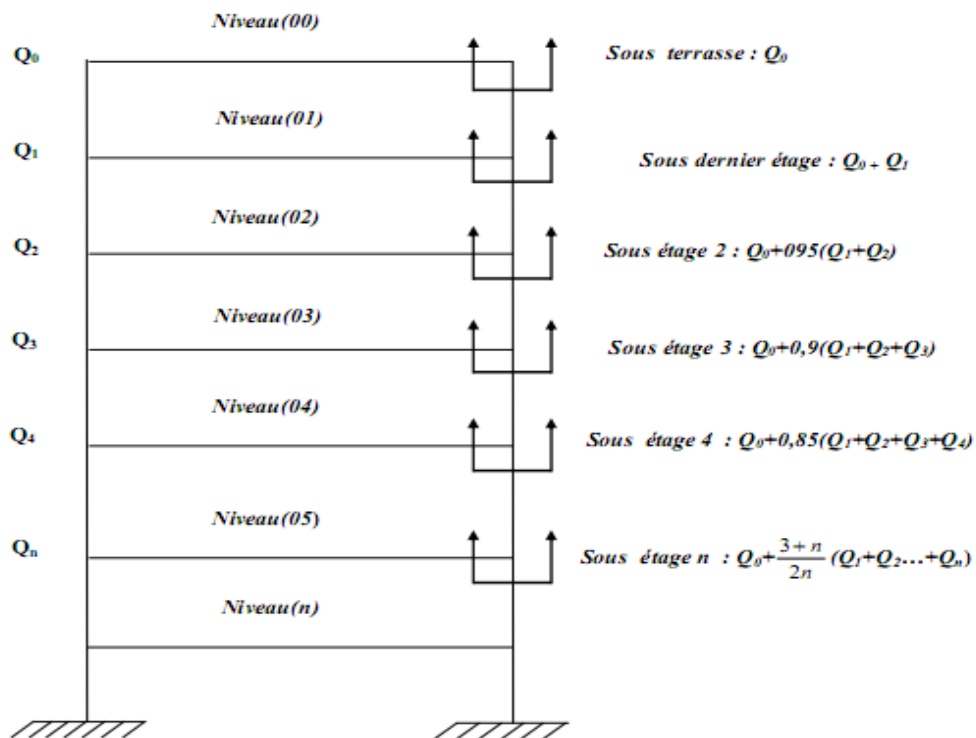 Niveau(00)
Q₀
Sous terrasse : Q₀
Niveau(01)
Q₁
Sous dernier étage : Q₀ + Q₁
Niveau(02)
Q₂
Sous étage 2 : Q₀+095(Q₁+Q₂)
Niveau(03)
Q₃
Sous étage 3 : Q₀+0,9(Q₁+Q₂+Q₃)
Niveau(04)
Q₄
Sous étage 4 : Q₀+0,85(Q₁+Q₂+Q₃+Q₄)
Niveau(05)
Qₙ
Sous étage n : Q₀+\frac{3+n}{2n}(Q₁+Q₂...+Qₙ)
Niveau(n)